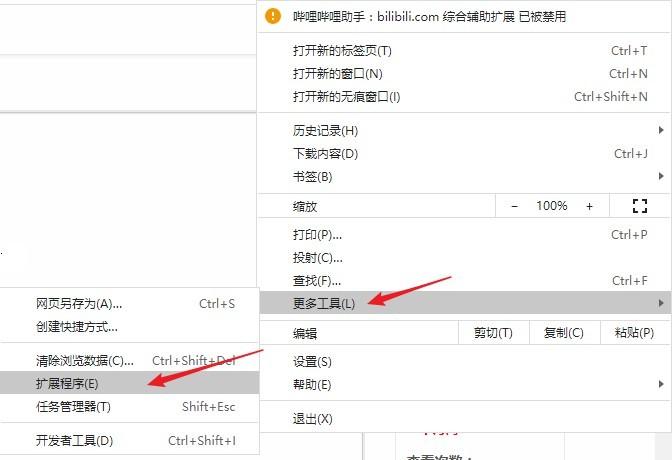 哔哩哔哩助手：bilibili.com 综合辅助扩展 已被禁用
打开新的标签页(T) Ctrl+T
打开新的窗口(N) Ctrl+N
打开新的无痕窗口(I) Ctrl+Shift+N
历史记录(H)
下载内容(D) Ctrl+J
书签(B)
缩放 − 100% +
打印(P)... Ctrl+P
投射(C)...
查找(F)... Ctrl+F
更多工具(L)
编辑 剪切(T) 复制(C) 粘贴(P)
设置(S)
帮助(E)
退出(X)
网页另存为(A)... Ctrl+S
创建快捷方式...
清除浏览数据(C)... Ctrl+Shift+Del
扩展程序(E)
任务管理器(T) Shift+Esc
开发者工具(D) Ctrl+Shift+I